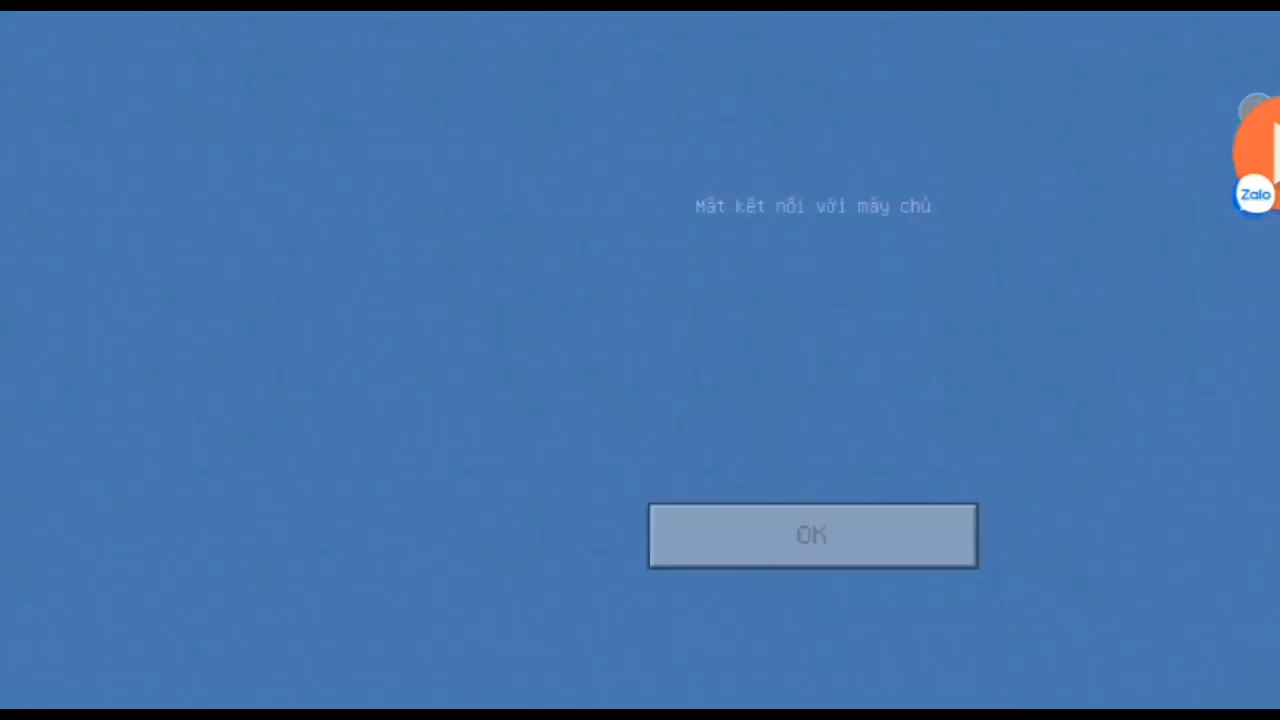 Mất kết nối với máy chủ
Zalo
OK